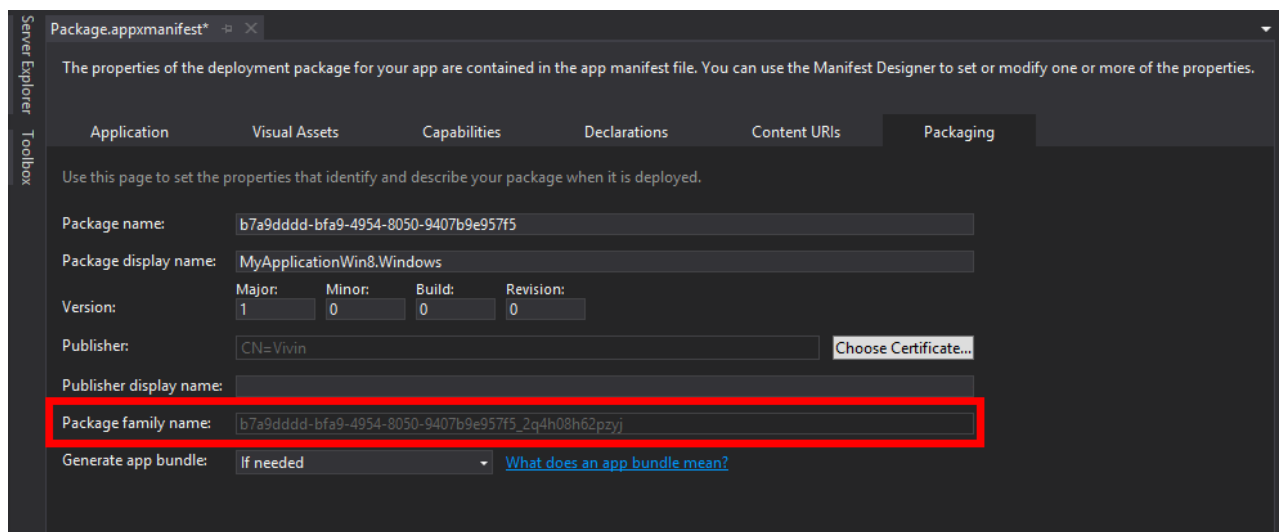 Server Explorer
Toolbox
Package.appxmanifest*
The properties of the deployment package for your app are contained in the app manifest file. You can use the Manifest Designer to set or modify one or more of the properties.
Application Visual Assets Capabilities Declarations Content URIs Packaging
Use this page to set the properties that identify and describe your package when it is deployed.
Package name: b7a9dddd-bfa9-4954-8050-9407b9e957f5
Package display name: MyApplicationWin8.Windows
Major: Minor: Build: Revision:
Version: 1 0 0 0
Publisher: CN=Vivin Choose Certificate...
Publisher display name:
Package family name: b7a9dddd-bfa9-4954-8050-9407b9e957f5_2q4h08h62pzyj
Generate app bundle: If needed What does an app bundle mean?